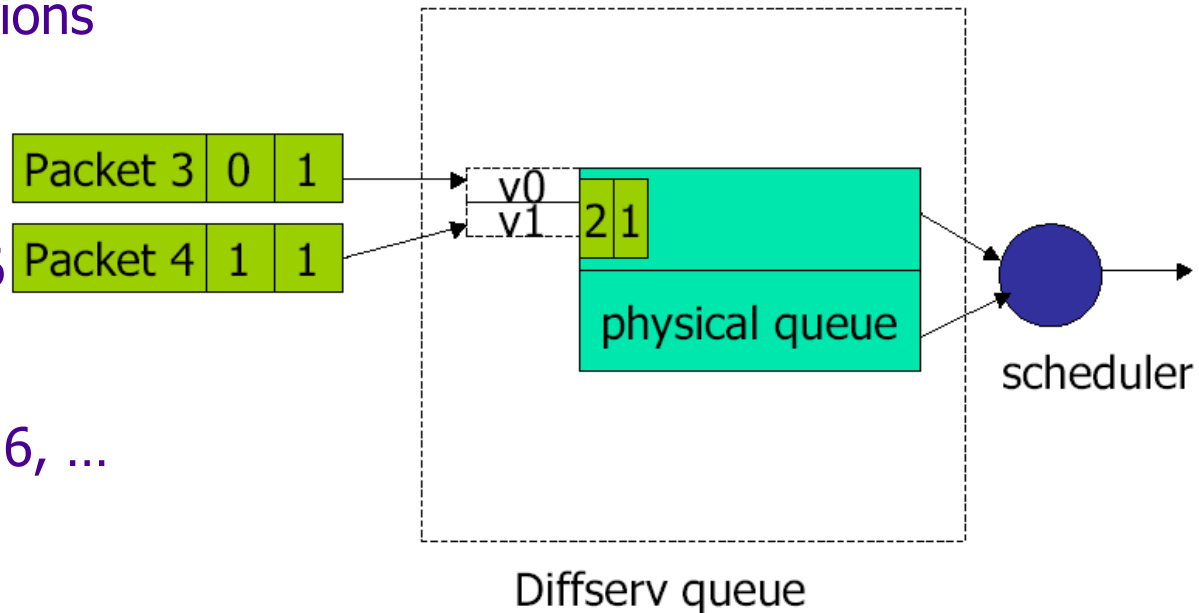 ions
Packet 3 0 1
v0
v1
2 1
Packet 4 1 1
physical queue
scheduler
6, ...
Diffserv queue